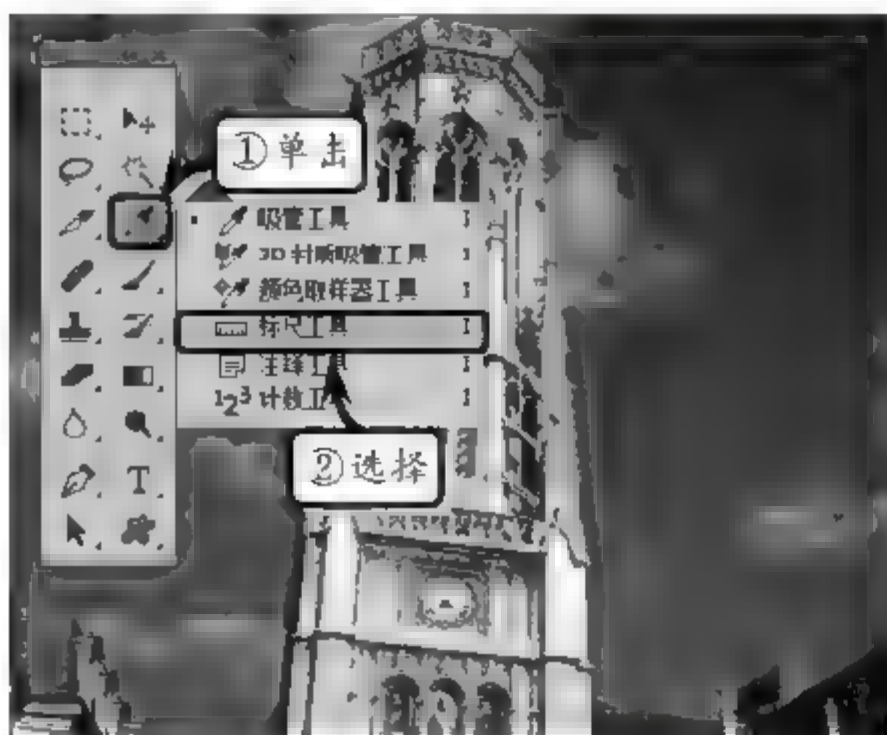 ①单击
吸管工具 I
3D 材质吸管工具 I
颜色取样器工具 I
标尺工具 I
注释工具 I
123 计数工具 I
②选择
T